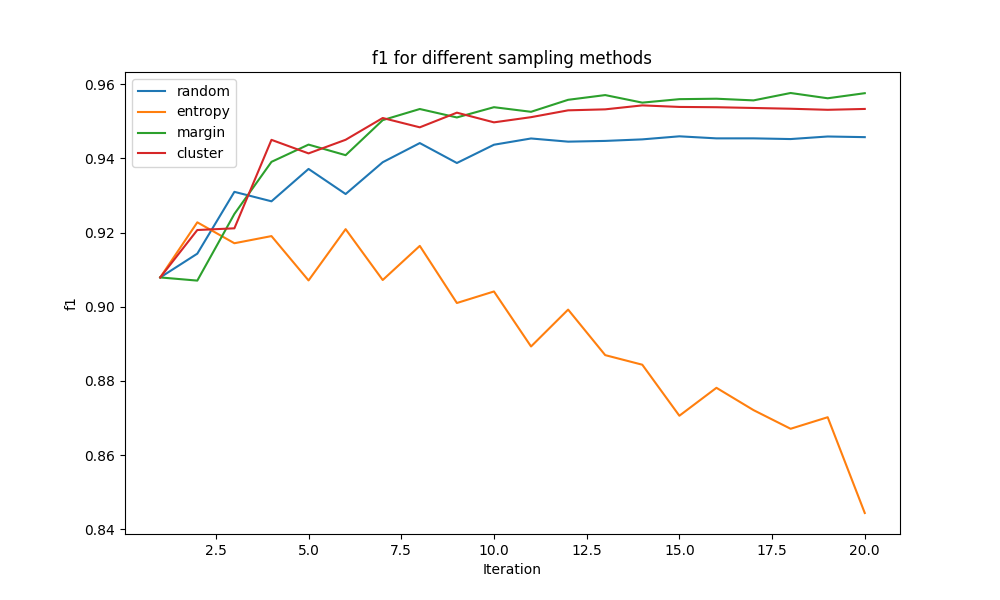 f1 for different sampling methods
random
entropy
margin
cluster
f1
0.96
0.94
0.92
0.90
0.88
0.86
0.84
2.5 5.0 7.5 10.0 12.5 15.0 17.5 20.0
Iteration